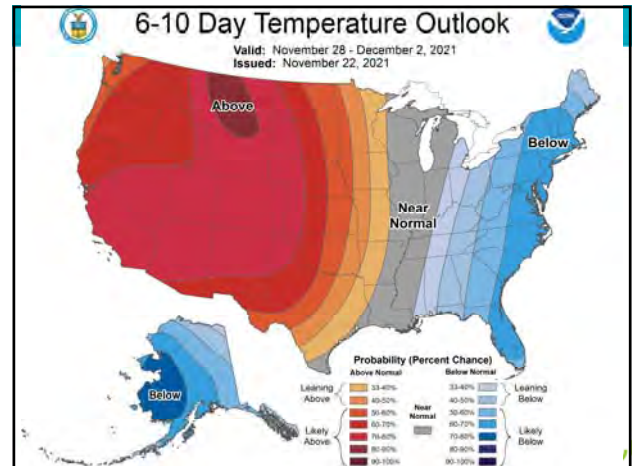 6-10 Day Temperature Outlook
Valid: November 28 - December 2, 2021
Issued: November 22, 2021
Above
Below
Near
Normal
Below
Probability (Percent Chance)
Above Normal
Below Normal
Leaning
Above
33-40%
40-50%
Likely
Above
50-60%
60-70%
70-80%
80-90%
90-100%
Near
Normal
33-40%
40-50%
Leaning
Below
50-60%
60-70%
70-80%
80-90%
90-100%
Likely
Below